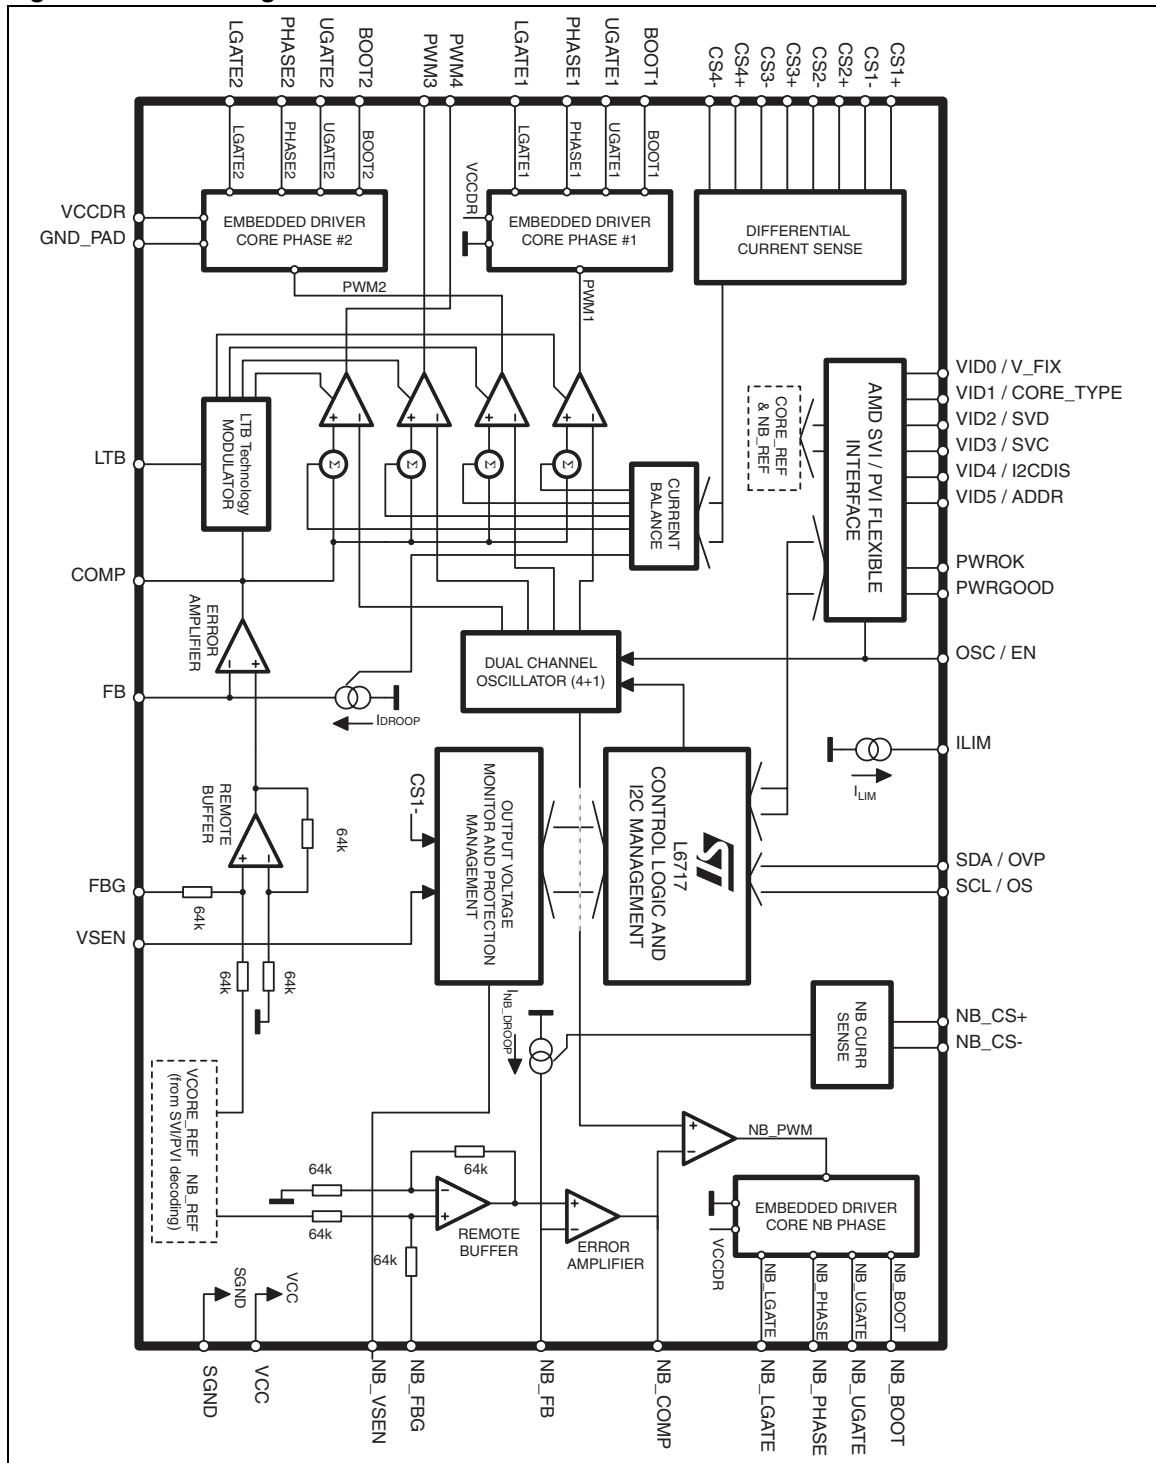 LGATE2
PHASE2
UGATE2
BOOT2
PWM3
PWM4
LGATE1
PHASE1
UGATE1
BOOT1
CS4-
CS4+
CS3-
CS3+
CS2-
CS2+
CS1-
CS1+
LGATE2
PHASE2
UGATE2
BOOT2
VCCDR
LGATE1
PHASE1
UGATE1
BOOT1
VCCDR
GND_PAD
EMBEDDED DRIVER
CORE PHASE #2
EMBEDDED DRIVER
CORE PHASE #1
DIFFERENTIAL
CURRENT SENSE
PWM2
PWM1
LTB
LTB Technology
MODULATOR
+
–
+
–
+
–
+
–
Σ
Σ
Σ
Σ
CURRENT
BALANCE
CORE_REF
& NB_REF
AMD SVI / PVI FLEXIBLE
INTERFACE
VID0 / V_FIX
VID1 / CORE_TYPE
VID2 / SVD
VID3 / SVC
VID4 / I2CDIS
VID5 / ADDR
PWROK
PWRGOOD
OSC / EN
COMP
ERROR
AMPLIFIER
–
+
FB
IDROOP
DUAL CHANNEL
OSCILLATOR (4+1)
ILIM
ILIM
REMOTE
BUFFER
+
–
64k
FBG
64k
VSEN
64k
64k
CS1-
OUTPUT VOLTAGE
MONITOR AND PROTECTION
MANAGEMENT
CONTROL LOGIC AND
I2C MANAGEMENT
L6717
ST
SDA / OVP
SCL / OS
INB_DROOP
NB CURR
SENSE
NB_CS+
NB_CS-
VCORE_REF NB_REF
(from SVI/PVI decoding)
64k
64k
64k
64k
–
+
REMOTE
BUFFER
+
–
ERROR
AMPLIFIER
+
–
NB_PWM
EMBEDDED DRIVER
CORE NB PHASE
VCCDR
NB_LGATE
NB_PHASE
NB_UGATE
NB_BOOT
SGND
VCC
SGND
VCC
NB_VSEN
NB_FBG
NB_FB
NB_COMP
NB_LGATE
NB_PHASE
NB_UGATE
NB_BOOT